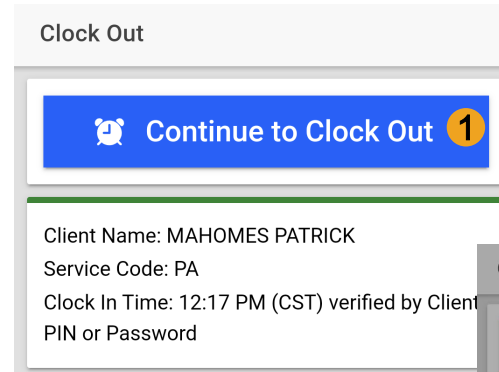 Clock Out
Continue to Clock Out 1
Client Name: MAHOMES PATRICK
Service Code: PA
Clock In Time: 12:17 PM (CST) verified by Client
PIN or Password